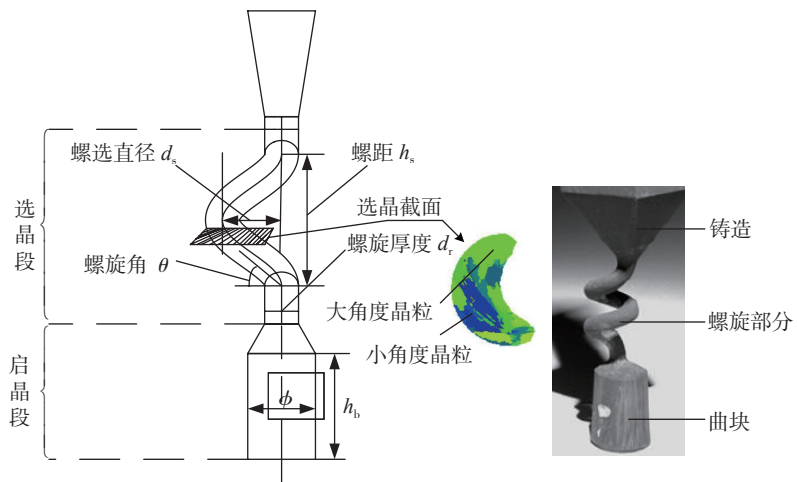 选晶段
启晶段
螺选直径 dₛ
螺距 hₛ
选晶截面
螺旋厚度 dᵣ
螺旋角 θ
大角度晶粒
小角度晶粒
ϕ
h_b
铸造
螺旋部分
曲块